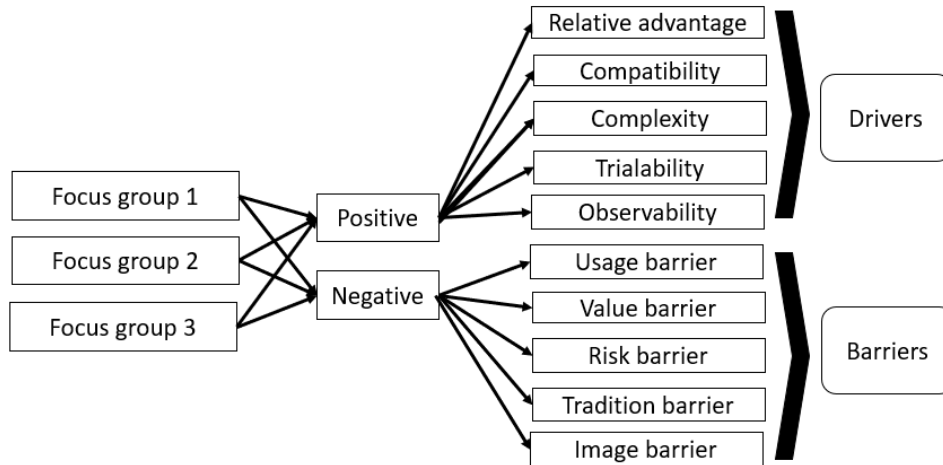 Focus group 1
Focus group 2
Focus group 3
Positive
Negative
Relative advantage
Compatibility
Complexity
Trialability
Observability
Usage barrier
Value barrier
Risk barrier
Tradition barrier
Image barrier
Drivers
Barriers